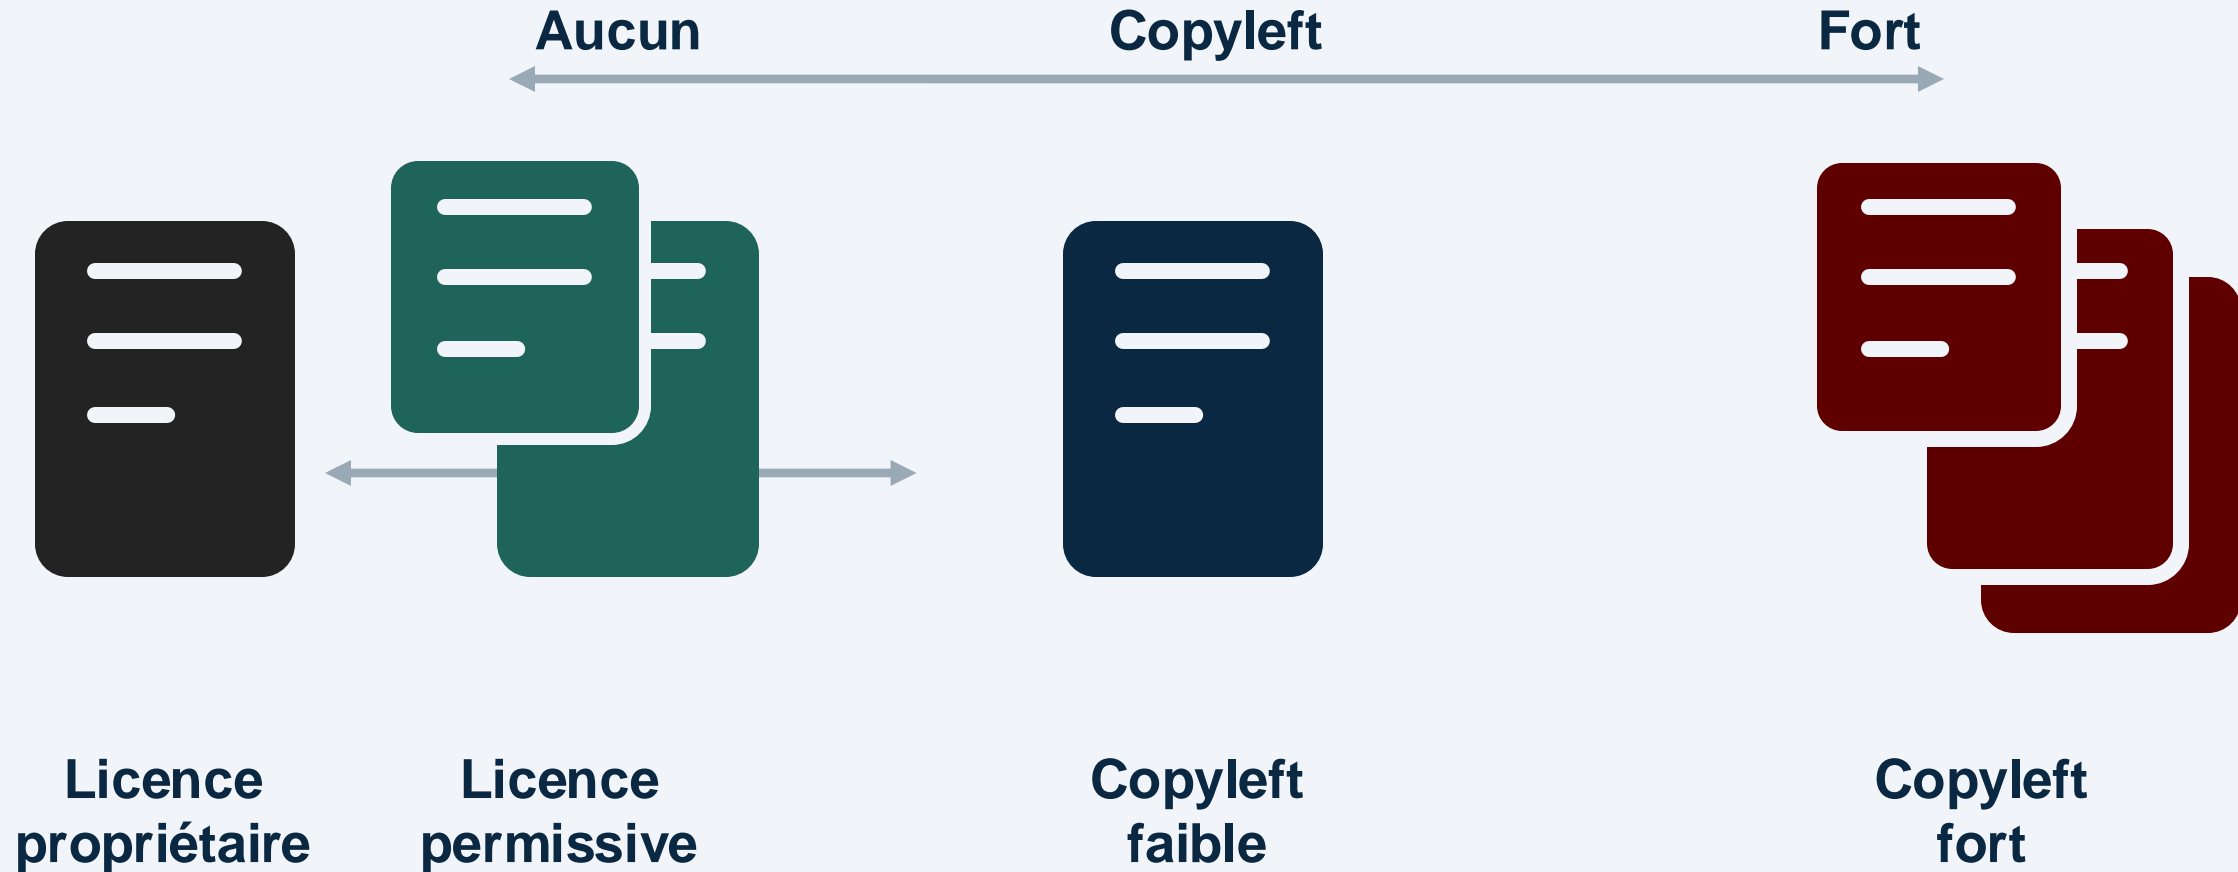 Aucun
Copyleft
Fort
Licence
propriétaire
Licence
permissive
Copyleft
faible
Copyleft
fort